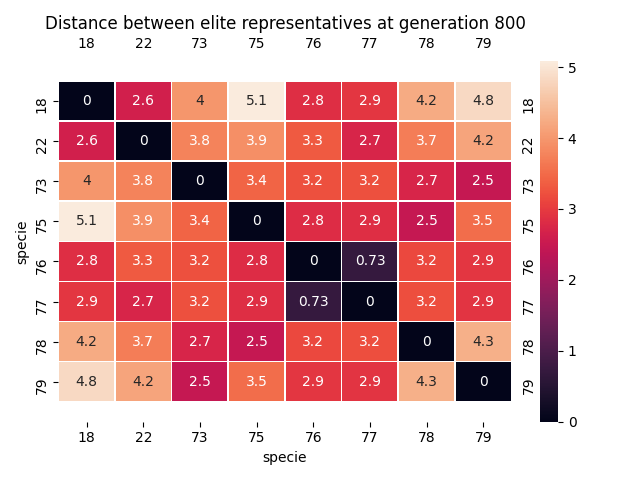 Distance between elite representatives at generation 800
18 22 73 75 76 77 78 79
18 0 2.6 4 5.1 2.8 2.9 4.2 4.8 18
22 2.6 0 3.8 3.9 3.3 2.7 3.7 4.2 22
73 4 3.8 0 3.4 3.2 3.2 2.7 2.5 73
75 5.1 3.9 3.4 0 2.8 2.9 2.5 3.5 75
76 2.8 3.3 3.2 2.8 0 0.73 3.2 2.9 76
77 2.9 2.7 3.2 2.9 0.73 0 3.2 2.9 77
78 4.2 3.7 2.7 2.5 3.2 3.2 0 4.3 78
79 4.8 4.2 2.5 3.5 2.9 2.9 4.3 0 79
18 22 73 75 76 77 78 79
specie
specie
5
4
3
2
1
0